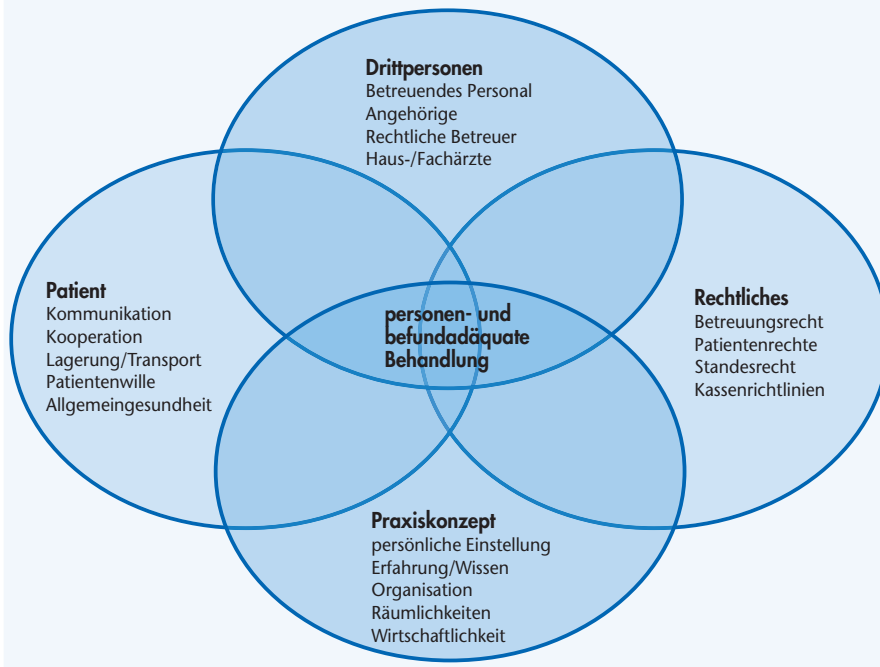 Drittpersonen
Betreuendes Personal
Angehörige
Rechtliche Betreuer
Haus-/Fachärzte
Patient
Kommunikation
Kooperation
Lagerung/Transport
Patientenwille
Allgemeingesundheit
personen- und
befundadäquate
Behandlung
Rechtliches
Betreuungsrecht
Patientenrechte
Standesrecht
Kassenrichtlinien
Praxiskonzept
persönliche Einstellung
Erfahrung/Wissen
Organisation
Räumlichkeiten
Wirtschaftlichkeit